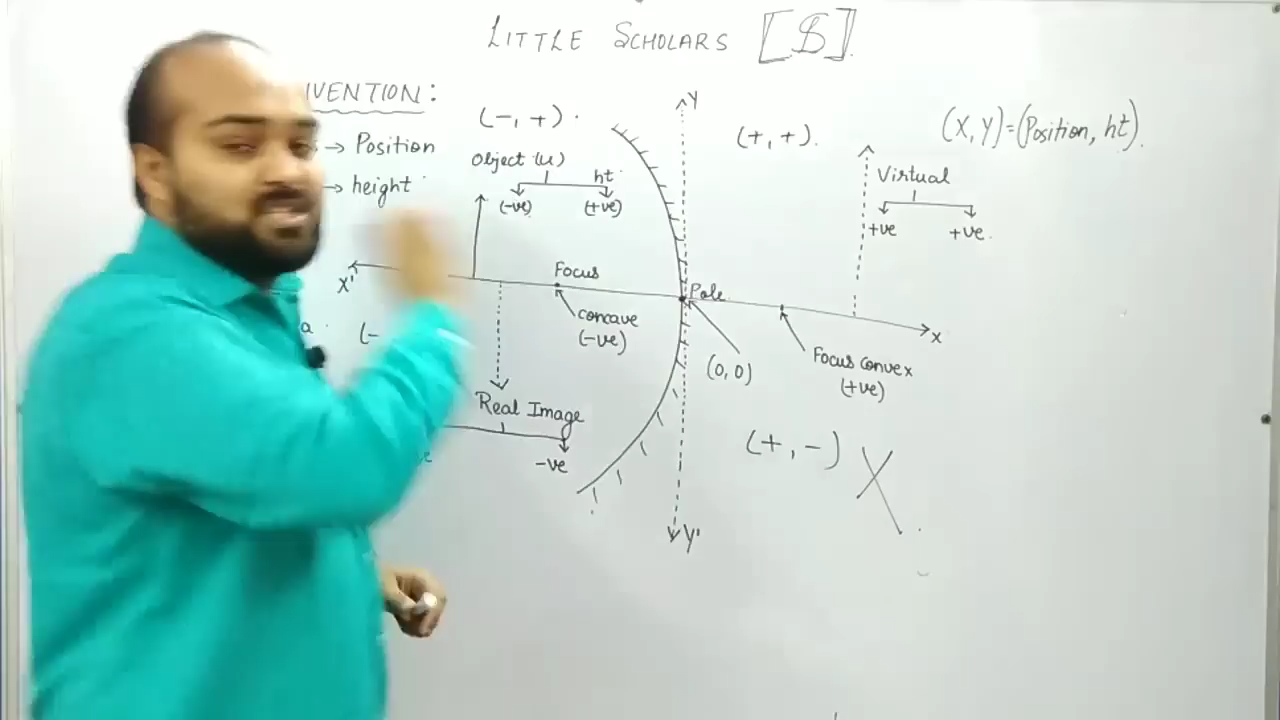 LITTLE SCHOLARS [LS]
VENTION:
→ Position
→ height
(-, +)
Object (u)
ht
(-ve)
(+ve)
Y
(+, +)
(X, Y)=(Position, ht)
Virtual
+ve
+ve
X'
Focus
concave
(-ve)
Pole
(0, 0)
X
Focus convex
(+ve)
a
(-
Real Image
-ve
(+, -) X
Y'